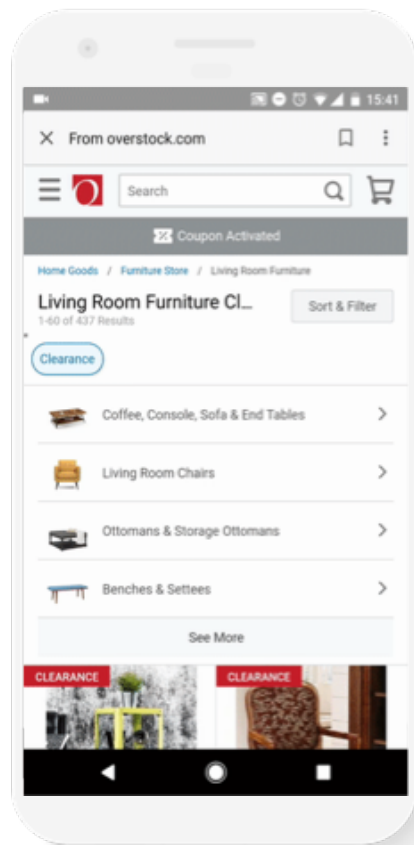 15:41
From overstock.com
Search
Coupon Activated
Home Goods / Furniture Store / Living Room Furniture
Living Room Furniture Cl...
Sort & Filter
1-60 of 437 Results
Clearance
Coffee, Console, Sofa & End Tables
Living Room Chairs
Ottomans & Storage Ottomans
Benches & Settees
See More
CLEARANCE
CLEARANCE